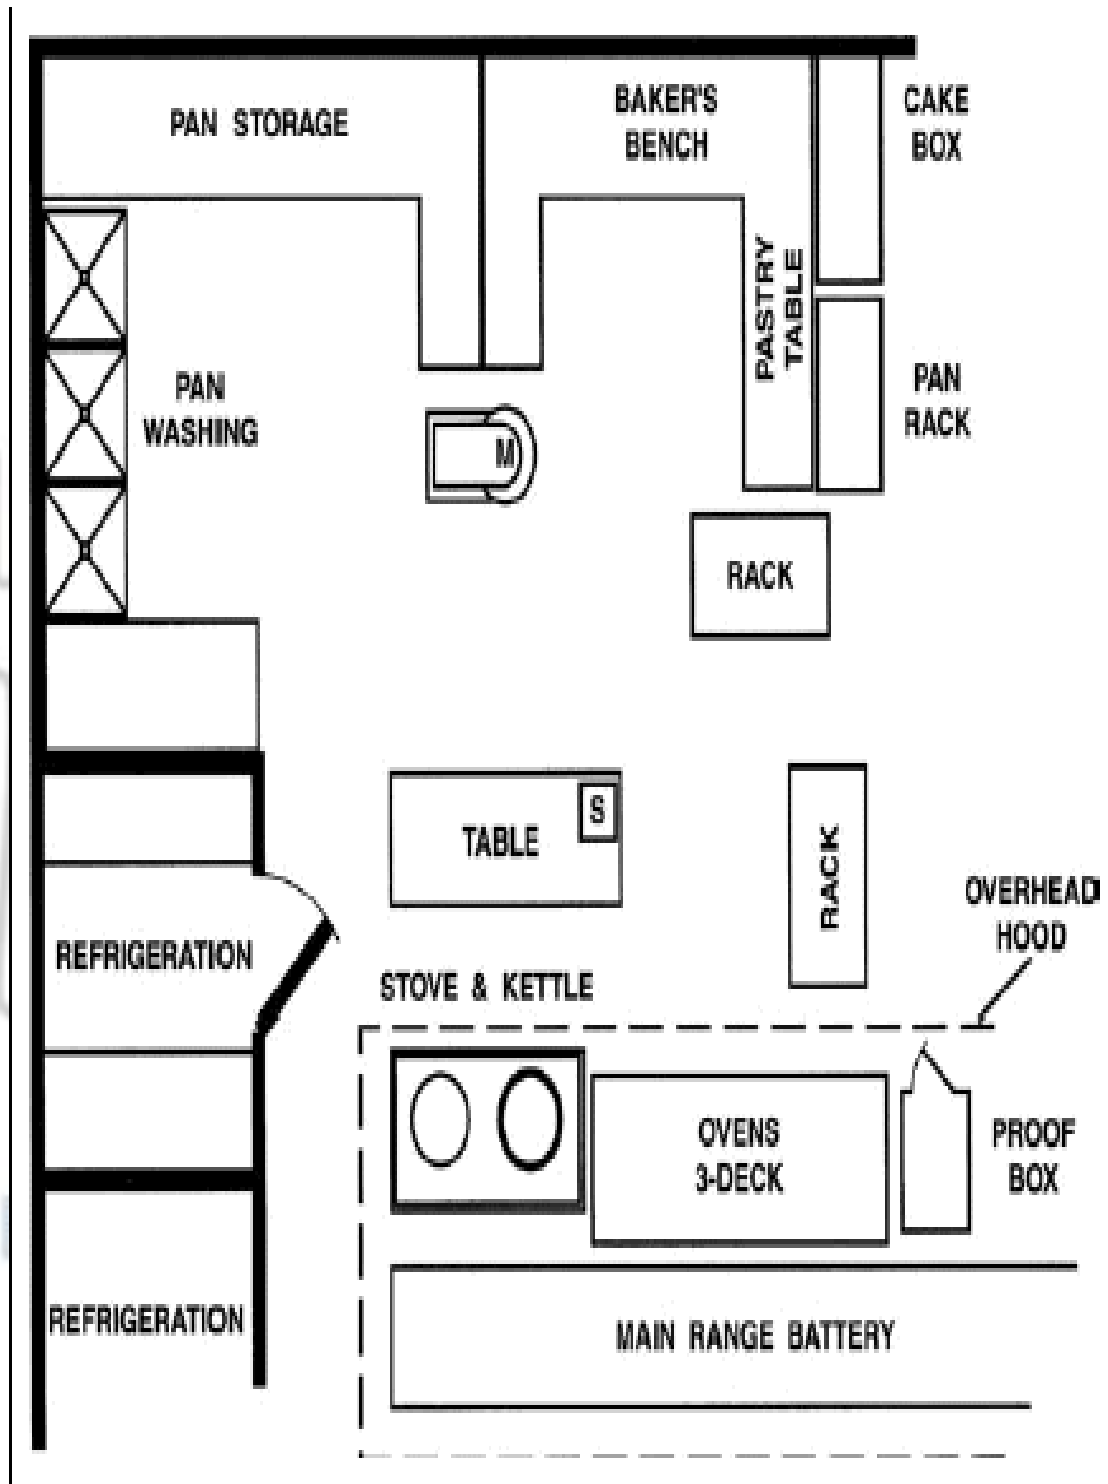 PAN STORAGE
BAKER'S
BENCH
CAKE
BOX
PASTRY
TABLE
PAN
WASHING
PAN
RACK
M
RACK
S
TABLE
RACK
OVERHEAD
HOOD
REFRIGERATION
STOVE & KETTLE
OVENS
3-DECK
PROOF
BOX
REFRIGERATION
MAIN RANGE BATTERY